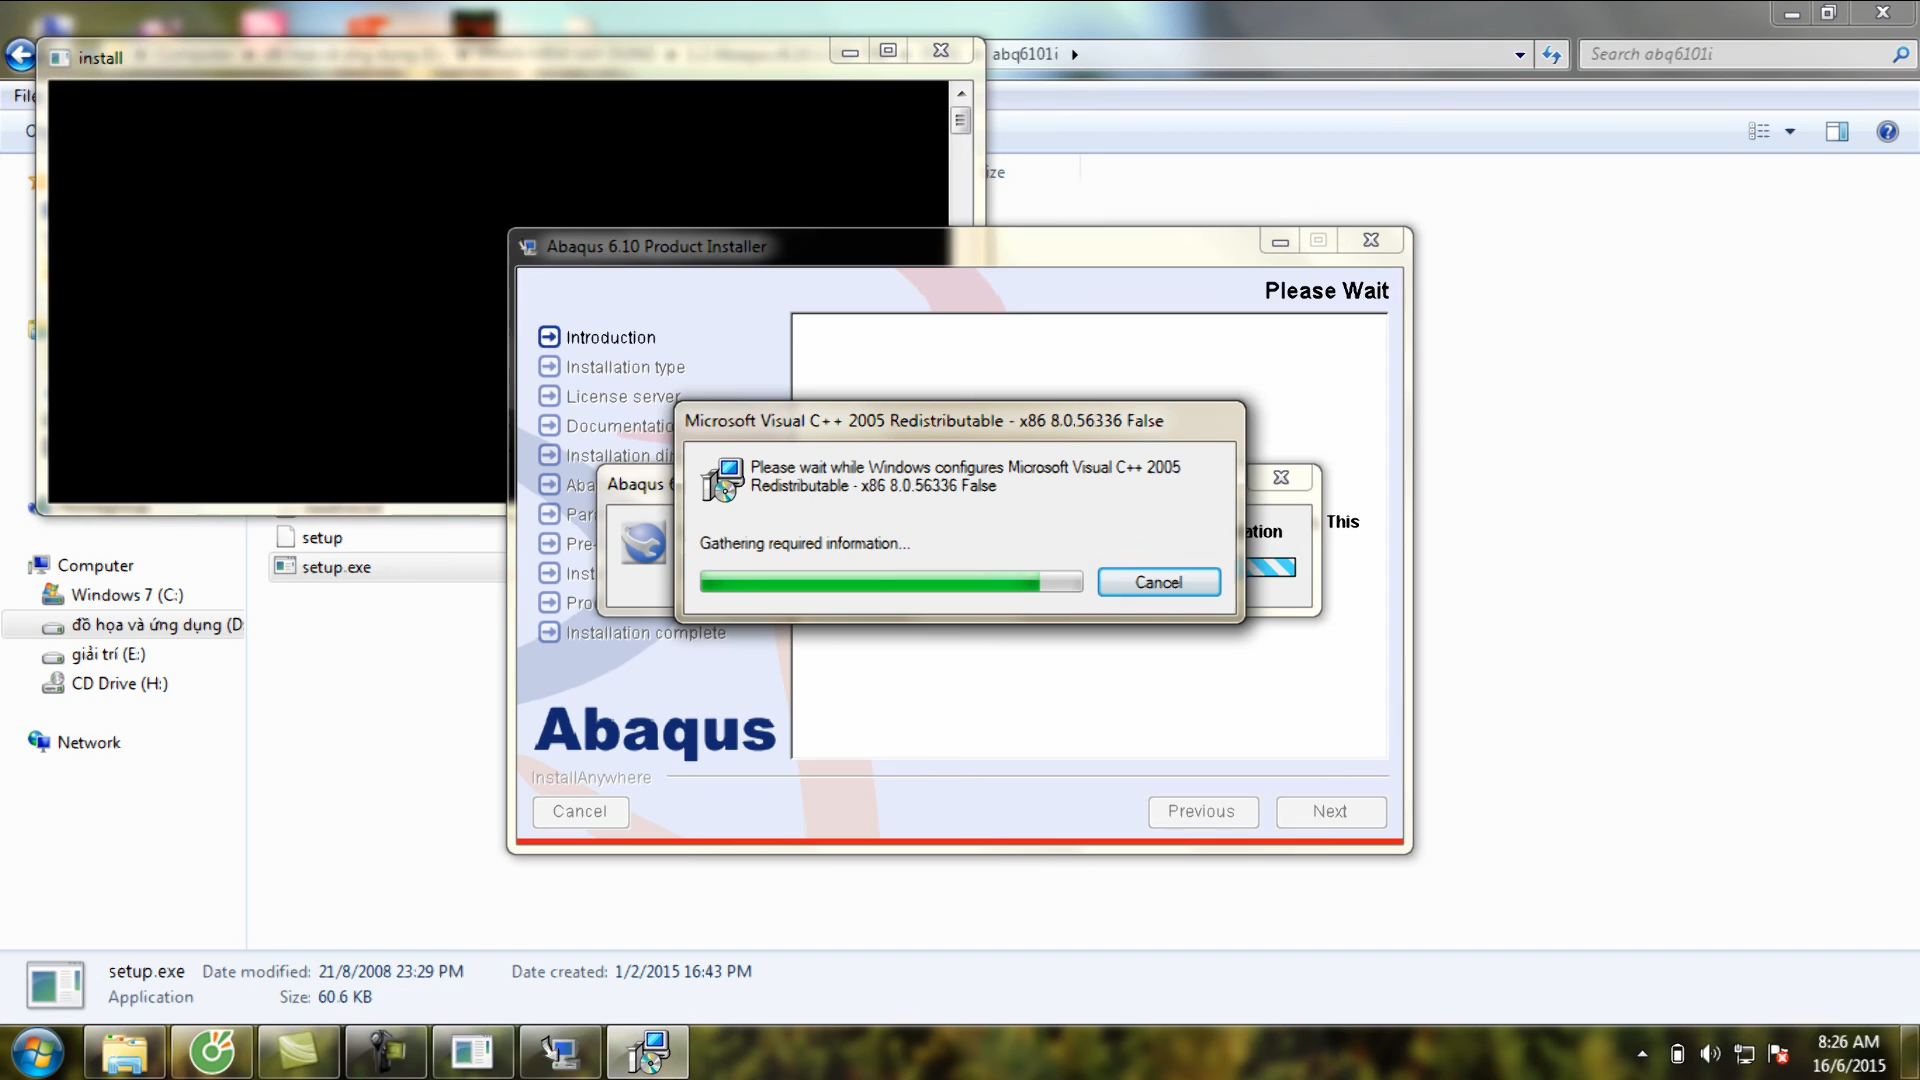 install
abq6101i
Search abq6101i
File
ize
Abaqus 6.10 Product Installer
Please Wait
Introduction
Installation type
License server
Documentatio
Installation dir
Aba
Par
Pre-
Inst
Pro
Installation complete
Microsoft Visual C++ 2005 Redistributable - x86 8.0.56336 False
Please wait while Windows configures Microsoft Visual C++ 2005
Redistributable - x86 8.0.56336 False
Gathering required information...
Cancel
Abaqus 6
ation
This
setup
setup.exe
Computer
Windows 7 (C:)
đồ họa và ứng dụng (D:
giải trí (E:)
CD Drive (H:)
Network
Abaqus
InstallAnywhere
Cancel
Previous
Next
setup.exe Date modified: 21/8/2008 23:29 PM Date created: 1/2/2015 16:43 PM
Application Size: 60.6 KB
8:26 AM
16/6/2015